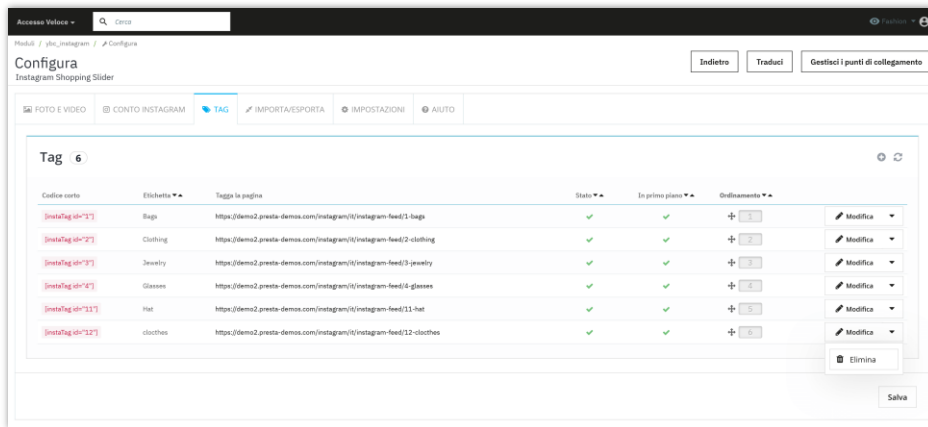 Accesso Veloce Cerca Fashion
Moduli / ybc_instagram / Configura
Configura
Instagram Shopping Slider
Indietro Traduci Gestisci i punti di collegamento
FOTO E VIDEO CONTO INSTAGRAM TAG IMPORTA/ESPORTA IMPOSTAZIONI AIUTO
Tag 6
Codice corto Etichetta Tagga la pagina Stato In primo piano Ordinamento
[instaTag id="1"] Bags https://demo2.presta-demos.com/instagram/it/instagram-feed/1-bags 1 Modifica
[instaTag id="2"] Clothing https://demo2.presta-demos.com/instagram/it/instagram-feed/2-clothing 2 Modifica
[instaTag id="3"] Jewelry https://demo2.presta-demos.com/instagram/it/instagram-feed/3-jewelry 3 Modifica
[instaTag id="4"] Glasses https://demo2.presta-demos.com/instagram/it/instagram-feed/4-glasses 4 Modifica
[instaTag id="11"] Hat https://demo2.presta-demos.com/instagram/it/instagram-feed/11-hat 5 Modifica
[instaTag id="12"] clocthes https://demo2.presta-demos.com/instagram/it/instagram-feed/12-clocthes 6 Modifica
Elimina
Salva